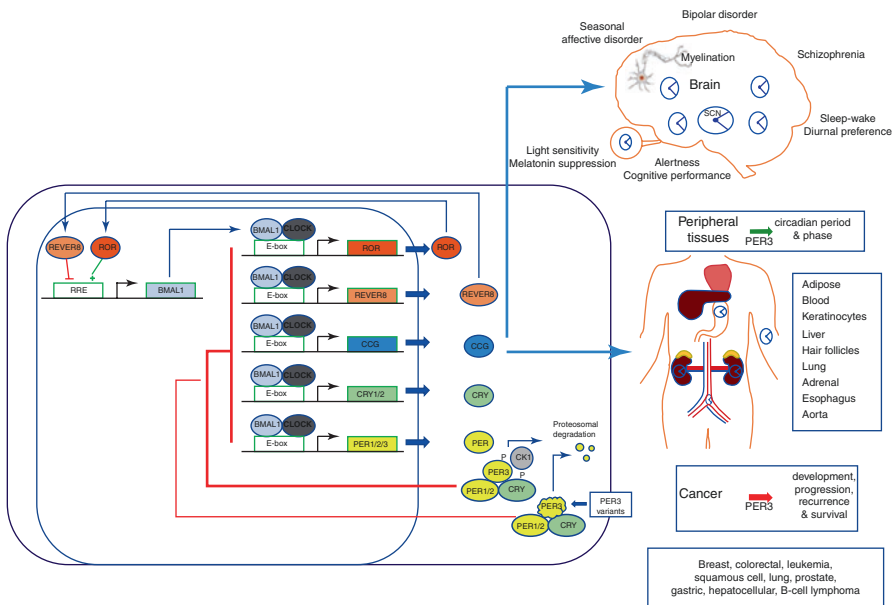 Bipolar disorder
Seasonal
affective disorder
Myelination
Schizophrenia
Brain
SCN
Sleep-wake
Diurnal preference
Light sensitivity
Melatonin suppression
Alertness
Cognitive performance
REVER8
ROR
RRE
BMAL1
BMAL1
CLOCK
E-box
ROR
ROR
BMAL1
CLOCK
E-box
REVER8
REVER8
BMAL1
CLOCK
E-box
CCG
CCG
BMAL1
CLOCK
E-box
CRY1/2
CRY
BMAL1
CLOCK
E-box
PER1/2/3
PER
Proteosomal
degradation
P
CK1
PER3
P
PER1/2
CRY
PER3
PER1/2
CRY
PER3
variants
Peripheral
tissues
PER3
circadian period
& phase
Adipose
Blood
Keratinocytes
Liver
Hair follicles
Lung
Adrenal
Esophagus
Aorta
Cancer
PER3
development,
progression,
recurrence
& survival
Breast, colorectal, leukemia,
squamous cell, lung, prostate,
gastric, hepatocellular, B-cell lymphoma